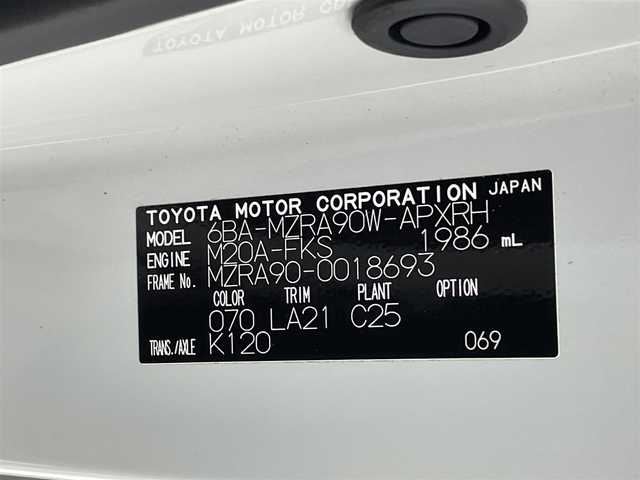 TOYOTA MOTOR CORPORATION JAPAN
MODEL 6BA-MZRA90W-APXRH
ENGINE M20A-FKS 1986 mL
FRAME No. MZRA90-0018693
COLOR TRIM PLANT OPTION
070 LA21 C25
TRANS./AXLE K120 069